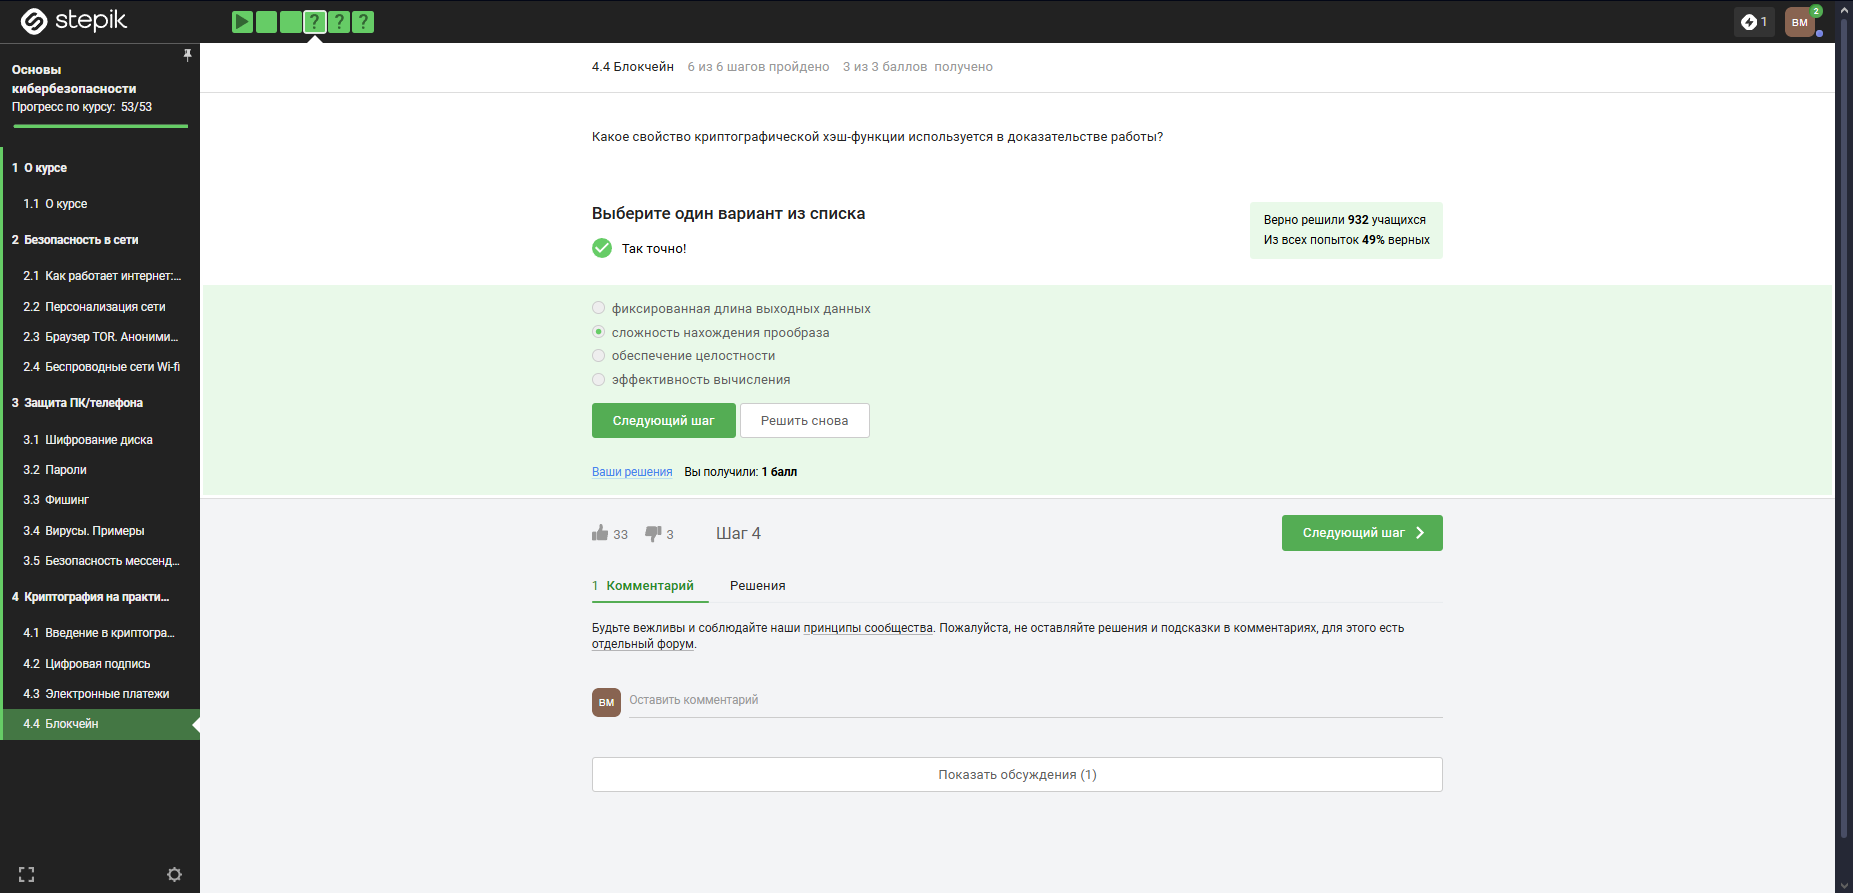 stepik
?
?
?
1
ВМ
2
Основы
кибербезопасности
Прогресс по курсу: 53/53
1 О курсе
1.1 О курсе
2 Безопасность в сети
2.1 Как работает интернет:...
2.2 Персонализация сети
2.3 Браузер TOR. Аноними...
2.4 Беспроводные сети Wi-fi
3 Защита ПК/телефона
3.1 Шифрование диска
3.2 Пароли
3.3 Фишинг
3.4 Вирусы. Примеры
3.5 Безопасность мессенд...
4 Криптография на практи...
4.1 Введение в криптогра...
4.2 Цифровая подпись
4.3 Электронные платежи
4.4 Блокчейн
4.4 Блокчейн 6 из 6 шагов пройдено 3 из 3 баллов получено
Какое свойство криптографической хэш-функции используется в доказательстве работы?
Выберите один вариант из списка
Так точно!
Верно решили 932 учащихся
Из всех попыток 49% верных
фиксированная длина выходных данных
сложность нахождения прообраза
обеспечение целостности
эффективность вычисления
Следующий шаг
Решить снова
Ваши решения Вы получили: 1 балл
33 3 Шаг 4
Следующий шаг
1 Комментарий Решения
Будьте вежливы и соблюдайте наши принципы сообщества. Пожалуйста, не оставляйте решения и подсказки в комментариях, для этого есть
отдельный форум.
ВМ
Оставить комментарий
Показать обсуждения (1)